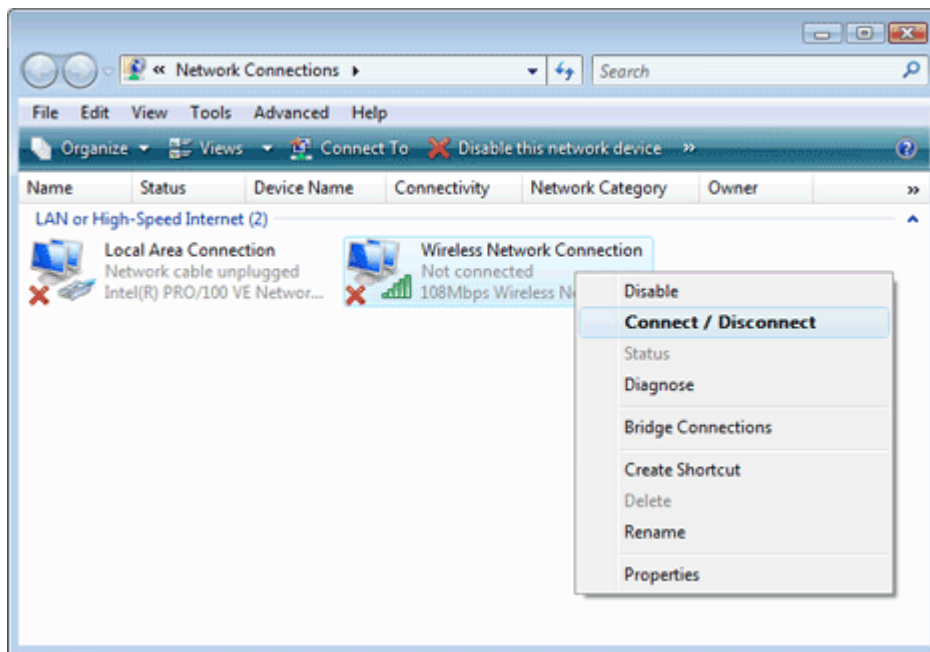 « Network Connections
Search
File Edit View Tools Advanced Help
Organize Views Connect To Disable this network device »
Name Status Device Name Connectivity Network Category Owner »
LAN or High-Speed Internet (2)
Local Area Connection
Network cable unplugged
Intel(R) PRO/100 VE Networ...
Wireless Network Connection
Not connected
108Mbps Wireless
Disable
Connect / Disconnect
Status
Diagnose
Bridge Connections
Create Shortcut
Delete
Rename
Properties